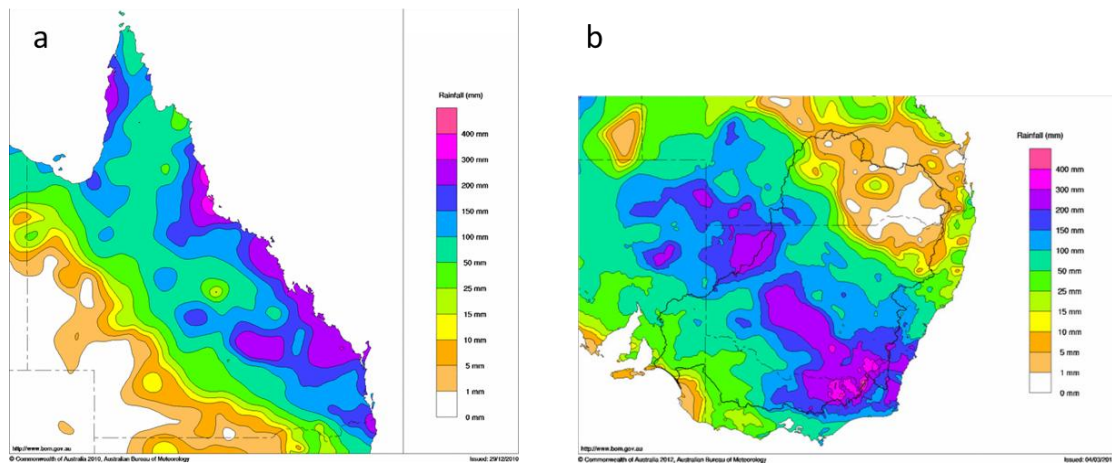 a
Rainfall (mm)
400 mm
300 mm
200 mm
150 mm
100 mm
50 mm
25 mm
15 mm
10 mm
5 mm
1 mm
0 mm
http://www.bom.gov.au
© Commonwealth of Australia 2010, Australian Bureau of Meteorology
Issued: 29/12/2010
b
Rainfall (mm)
400 mm
300 mm
200 mm
150 mm
100 mm
50 mm
25 mm
15 mm
10 mm
5 mm
1 mm
0 mm
http://www.bom.gov.au
© Commonwealth of Australia 2012, Australian Bureau of Meteorology
Issued: 04/03/201